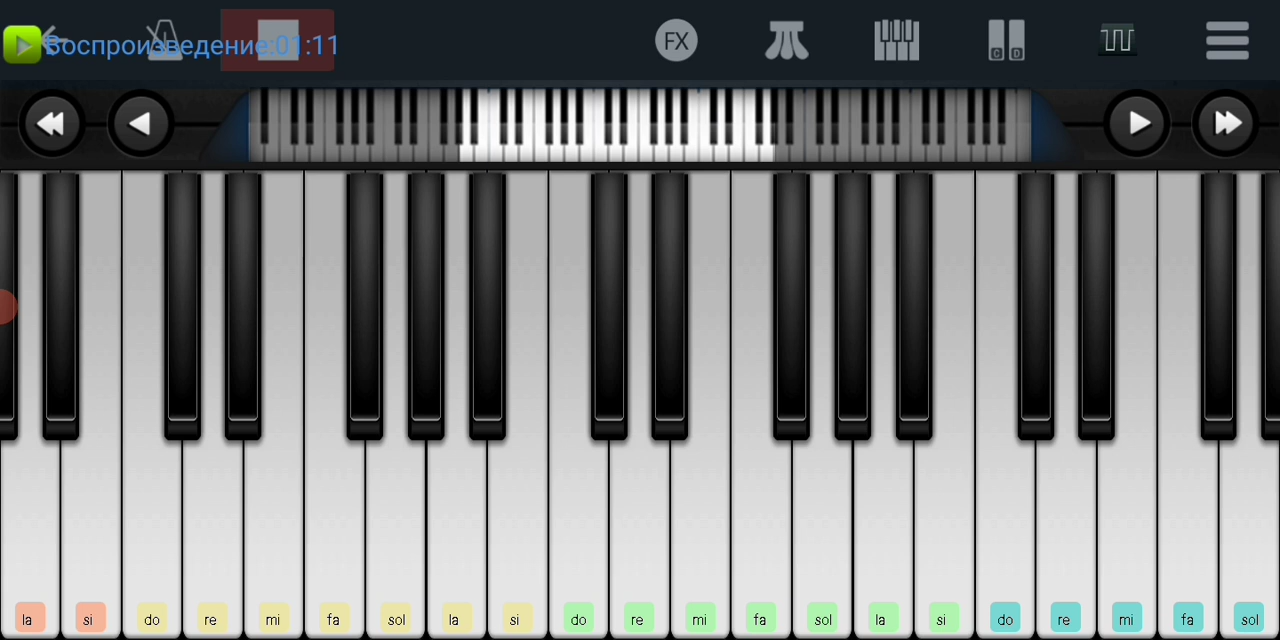 Воспроизведение:01:11
FX
C D
la si do re mi fa sol la si do re mi fa sol la si do re mi fa sol